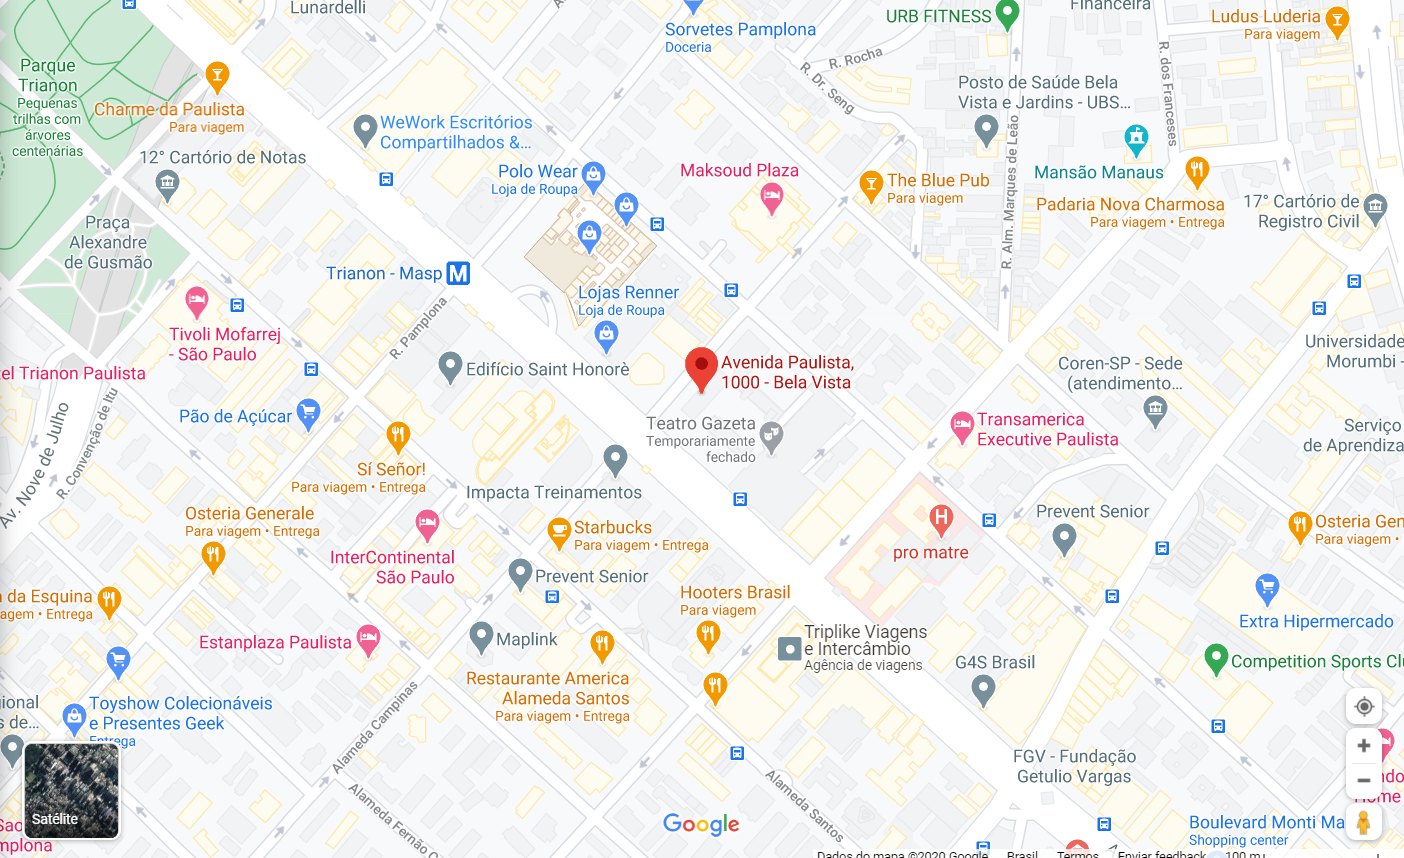 Lunardelli
Sorvetes Pamplona
Doceria
URB FITNESS
Financeira
Ludus Luderia
Para viagem
R. Rocha
R. Dr. Seng
R. dos Franceses
Parque
Trianon
Pequenas
trilhas com
árvores
centenárias
Charme da Paulista
Para viagem
WeWork Escritórios
Compartilhados &...
Posto de Saúde Bela
Vista e Jardins - UBS...
R. Alm. Marques de Leão
12° Cartório de Notas
Polo Wear
Loja de Roupa
Maksoud Plaza
The Blue Pub
Para viagem
Mansão Manaus
Padaria Nova Charmosa
Para viagem • Entrega
17° Cartório de
Registro Civil
Praça
Alexandre
de Gusmão
Trianon - Masp
M
Lojas Renner
Loja de Roupa
Tivoli Mofarrej
- São Paulo
R. Pamplona
Edifício Saint Honorè
Avenida Paulista,
1000 - Bela Vista
Universidade
Morumbi -
Coren-SP - Sede
(atendimento...
el Trianon Paulista
Av. Nove de Julho
R. Convenção de Itu
Pão de Açúcar
Teatro Gazeta
Temporariamente
fechado
Transamerica
Executive Paulista
Serviço
de Aprendiza
Sí Señor!
Para viagem • Entrega
Impacta Treinamentos
Osteria Generale
Para viagem • Entrega
Starbucks
Para viagem • Entrega
H
pro matre
Prevent Senior
Osteria Gen
Para viagem •
InterContinental
São Paulo
Prevent Senior
Hooters Brasil
Para viagem
a da Esquina
agem • Entrega
Extra Hipermercado
Estanplaza Paulista
Maplink
Triplike Viagens
e Intercâmbio
Agência de viagens
G4S Brasil
Competition Sports Clu
Restaurante America
Alameda Santos
Para viagem • Entrega
gional
s de...
Toyshow Colecionáveis
e Presentes Geek
Entrega
Alameda Campinas
FGV - Fundação
Getulio Vargas
Satélite
Alameda Fernão C
Alameda Santos
ndo
Home
Google
Boulevard Monti Ma
Shopping center
Sao
mplona
Dados do mapa ©2020 Google
Brasil
Termos
Enviar feedback
100 m